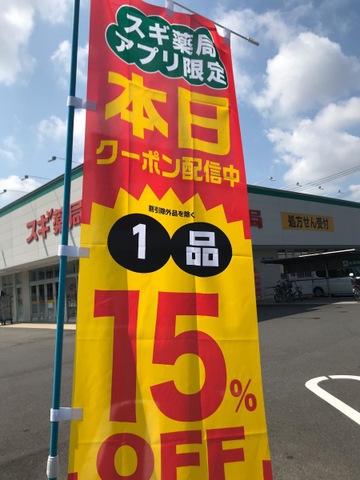 スギ薬局
アプリ限定
本日
クーポン配信中
割引除外品を除く
1品
15%
OFF
スギ薬局
局
処方せん受付